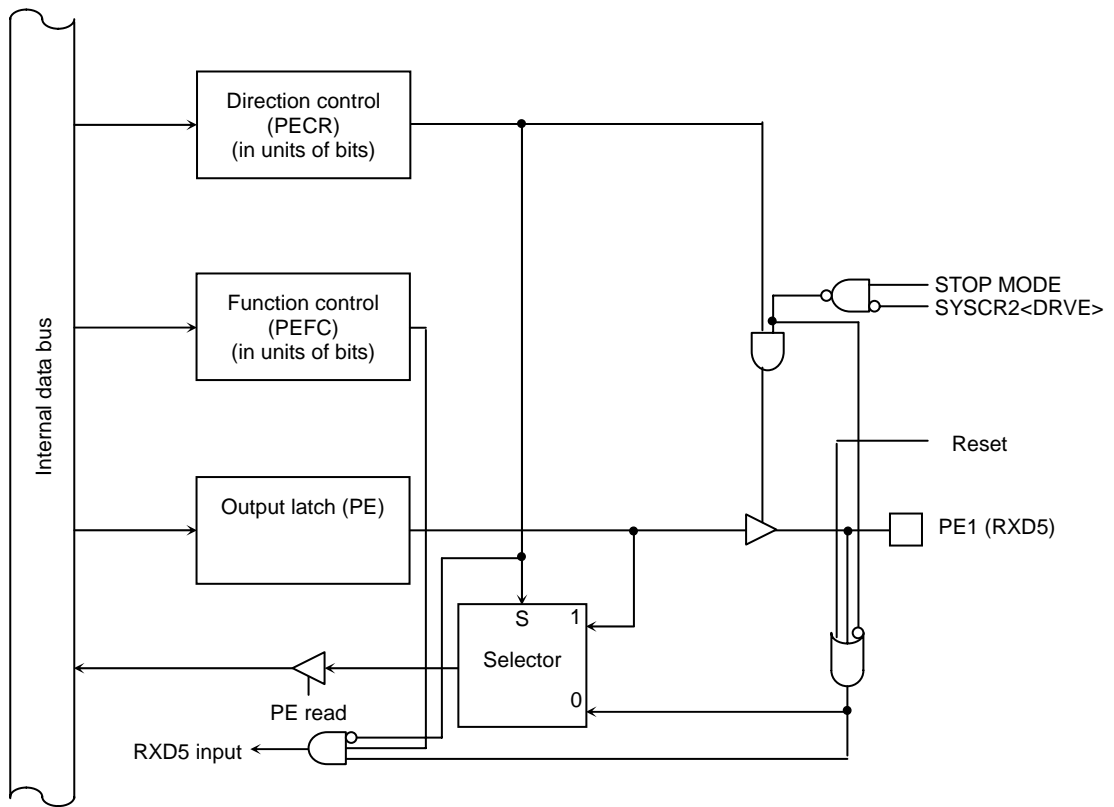 Internal data bus
Direction control
(PECR)
(in units of bits)
Function control
(PEFC)
(in units of bits)
STOP MODE
SYSCR2<DRVE>
Reset
Output latch (PE)
PE1 (RXD5)
S
1
Selector
0
PE read
RXD5 input